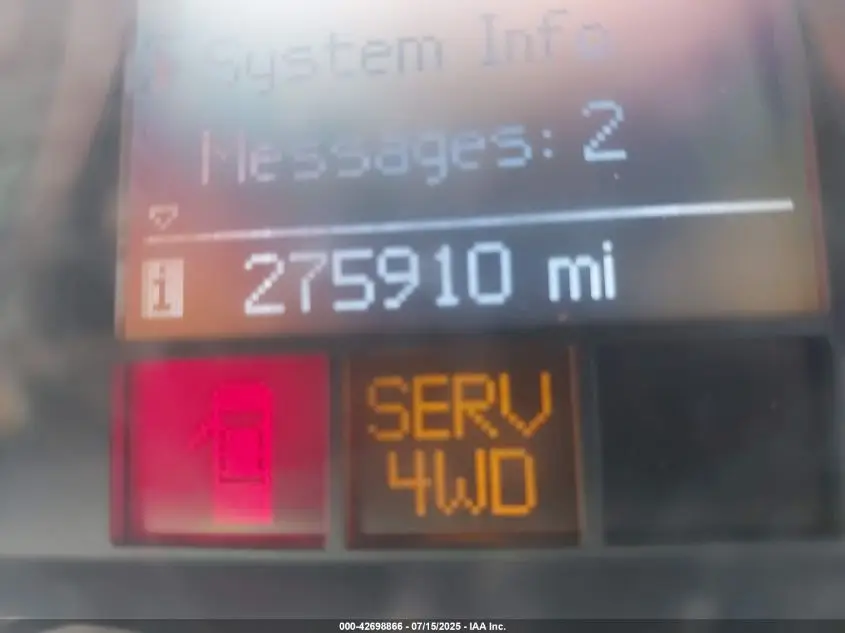 System Info
Messages: 2
i 275910 mi
SERV
4WD
000-42698866 - 07/15/2025 - IAA Inc.